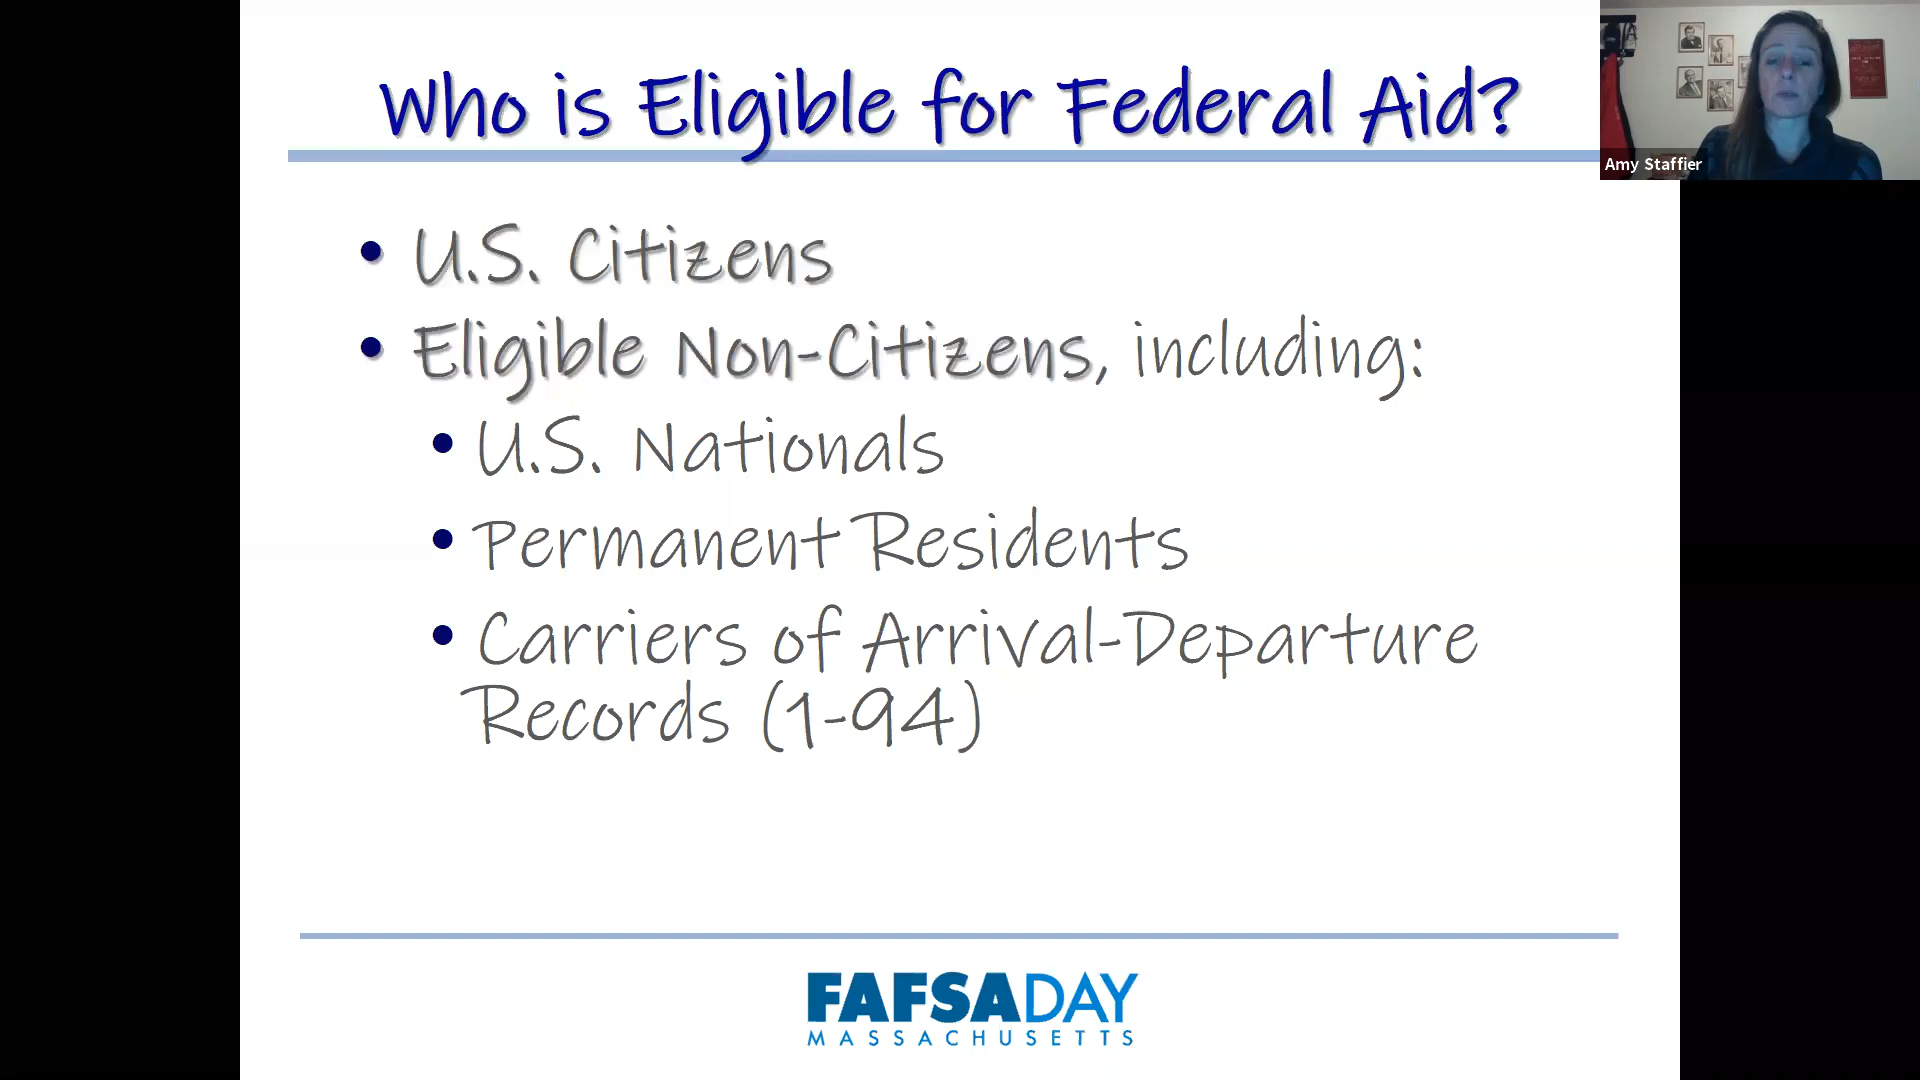 Who is Eligible for Federal Aid?
Amy Staffier
• U.S. Citizens
• Eligible Non-Citizens, including:
• U.S. Nationals
• Permanent Residents
• Carriers of Arrival-Departure
Records (1-94)
FAFSADAY
MASSACHUSETTS